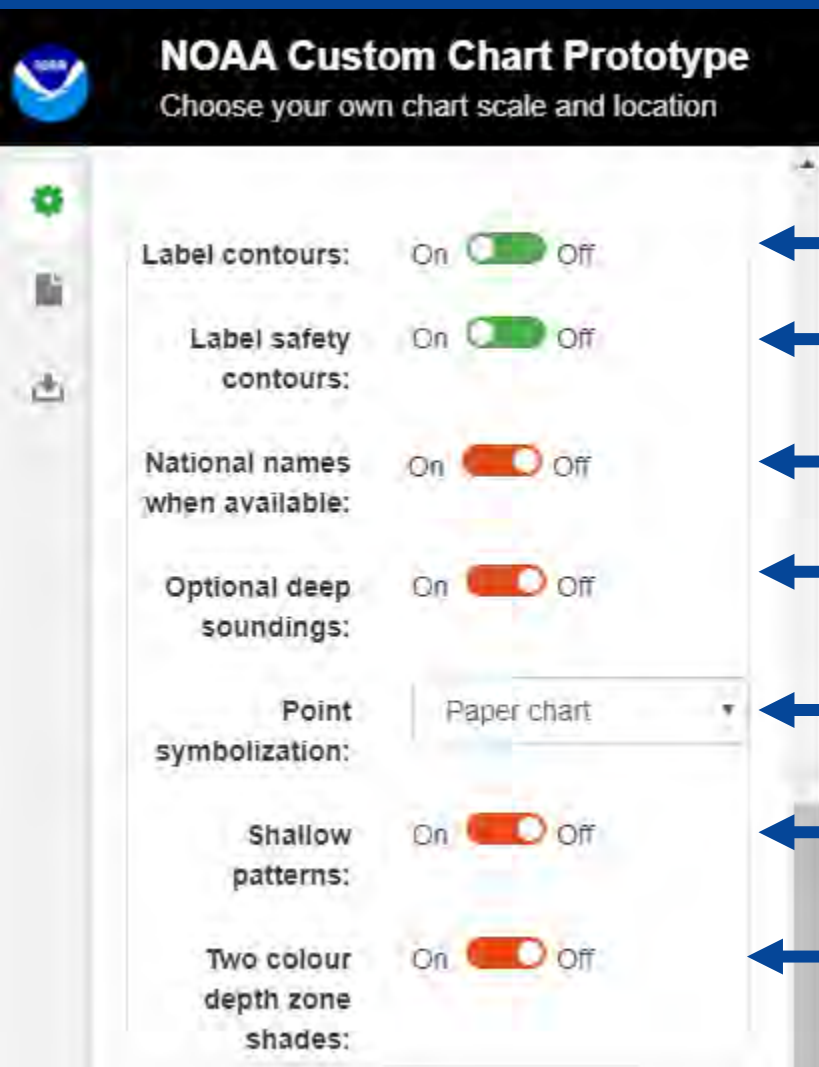 NOAA Custom Chart Prototype
Choose your own chart scale and location
Label contours: On Off
Label safety On Off
contours:
National names On Off
when available:
Optional deep On Off
soundings:
Point Paper chart
symbolization:
Shallow On Off
patterns:
Two colour On Off
depth zone
shades: